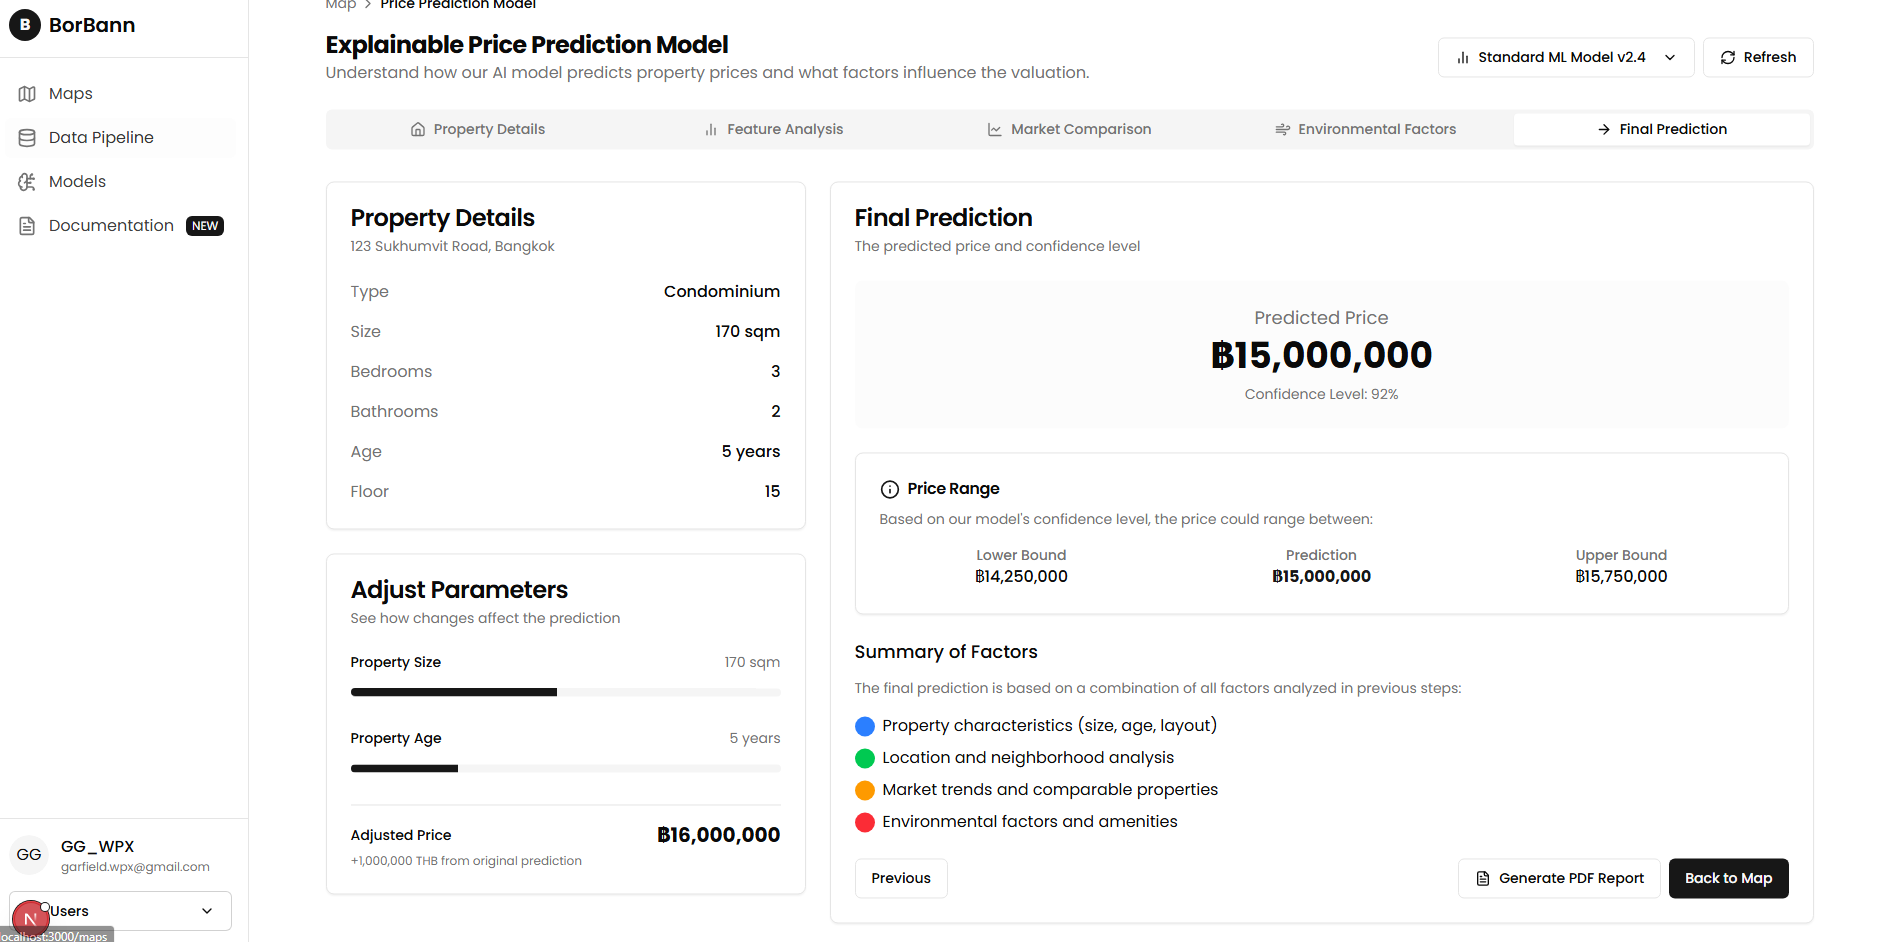 B BorBann
Maps
Data Pipeline
Models
Documentation NEW
GG GG_WPX
garfield.wpx@gmail.com
N Users
localhost:3000/maps
Map > Price Prediction Model
Explainable Price Prediction Model
Understand how our AI model predicts property prices and what factors influence the valuation.
Standard ML Model v2.4
Refresh
Property Details
Feature Analysis
Market Comparison
Environmental Factors
Final Prediction
Property Details
123 Sukhumvit Road, Bangkok
Type Condominium
Size 170 sqm
Bedrooms 3
Bathrooms 2
Age 5 years
Floor 15
Adjust Parameters
See how changes affect the prediction
Property Size 170 sqm
Property Age 5 years
Adjusted Price ฿16,000,000
+1,000,000 THB from original prediction
Final Prediction
The predicted price and confidence level
Predicted Price
฿15,000,000
Confidence Level: 92%
Price Range
Based on our model's confidence level, the price could range between:
Lower Bound Prediction Upper Bound
฿14,250,000 ฿15,000,000 ฿15,750,000
Summary of Factors
The final prediction is based on a combination of all factors analyzed in previous steps:
Property characteristics (size, age, layout)
Location and neighborhood analysis
Market trends and comparable properties
Environmental factors and amenities
Previous
Generate PDF Report
Back to Map